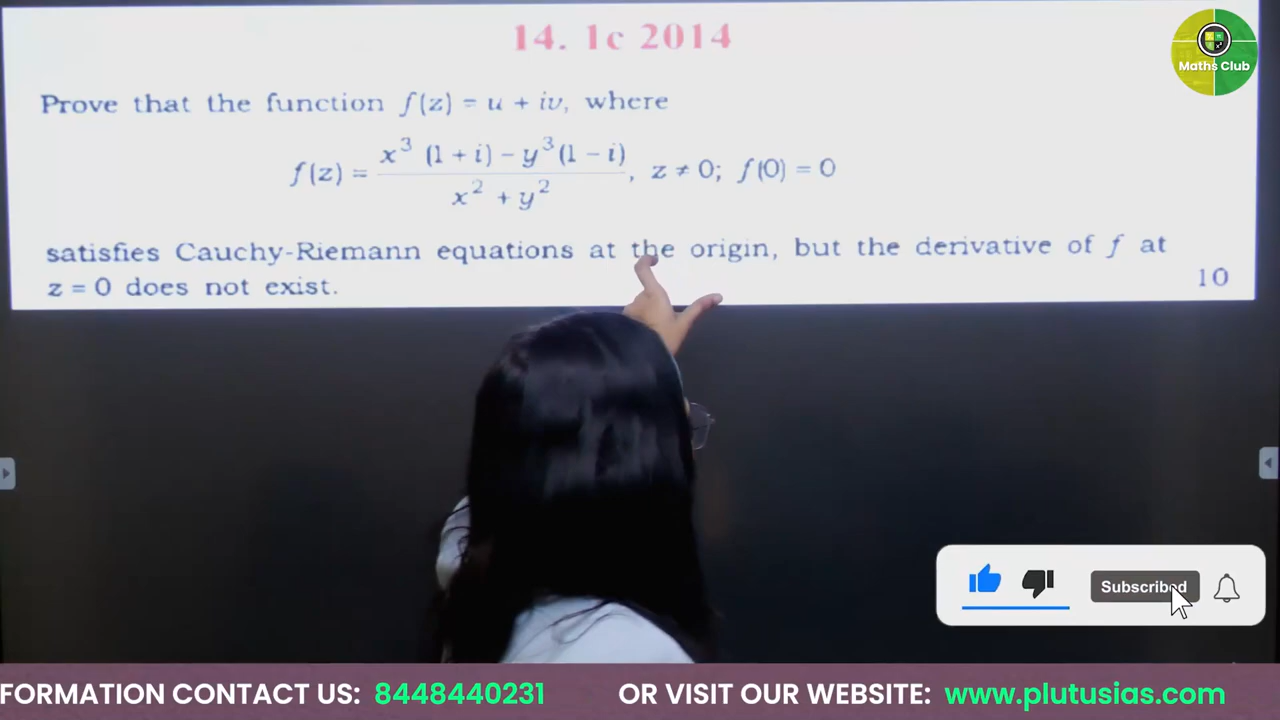 14. 1c 2014
Maths Club
Prove that the function f(z) = u + iv, where
f(z) = \frac{x^3 (1 + i) - y^3 (1 - i)}{x^2 + y^2}, z ≠ 0; f(0) = 0
satisfies Cauchy-Riemann equations at the origin, but the derivative of f at
z = 0 does not exist.
10
Subscribed
FORMATION CONTACT US: 8448440231 OR VISIT OUR WEBSITE: www.plutusias.com